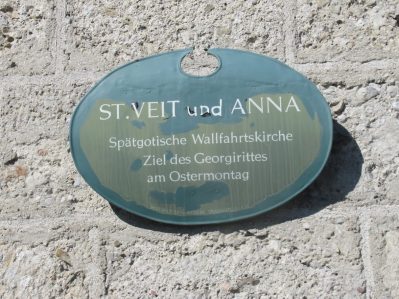 ST. VEIT und ANNA
Spätgotische Wallfahrtskirche
Ziel des Georgirittes
am Ostermontag